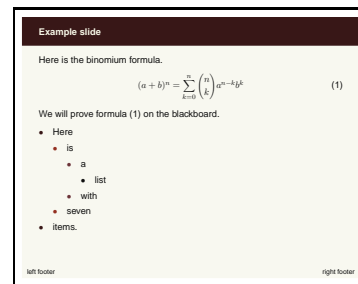 Example slide
Here is the binomium formula.
(a + b)^n = \sum_{k=0}^{n} \binom{n}{k} a^{n-k} b^k (1)
We will prove formula (1) on the blackboard.
• Here
• is
• a
• list
• with
• seven
• items.
left footer right footer